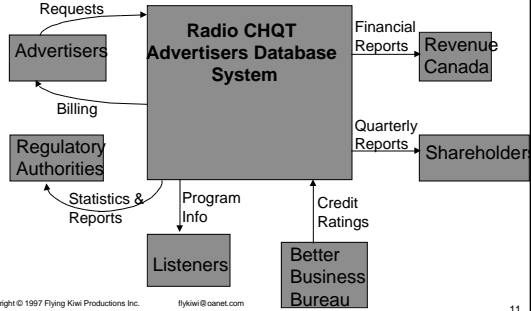 Requests
Radio CHQT
Advertisers Database
System
Financial
Reports
Revenue
Canada
Advertisers
Billing
Quarterly
Reports
Shareholders
Regulatory
Authorities
Statistics &
Reports
Program
Info
Credit
Ratings
Listeners
Better
Business
Bureau
right © 1997 Flying Kiwi Productions Inc.
flykiwi@oanet.com
11